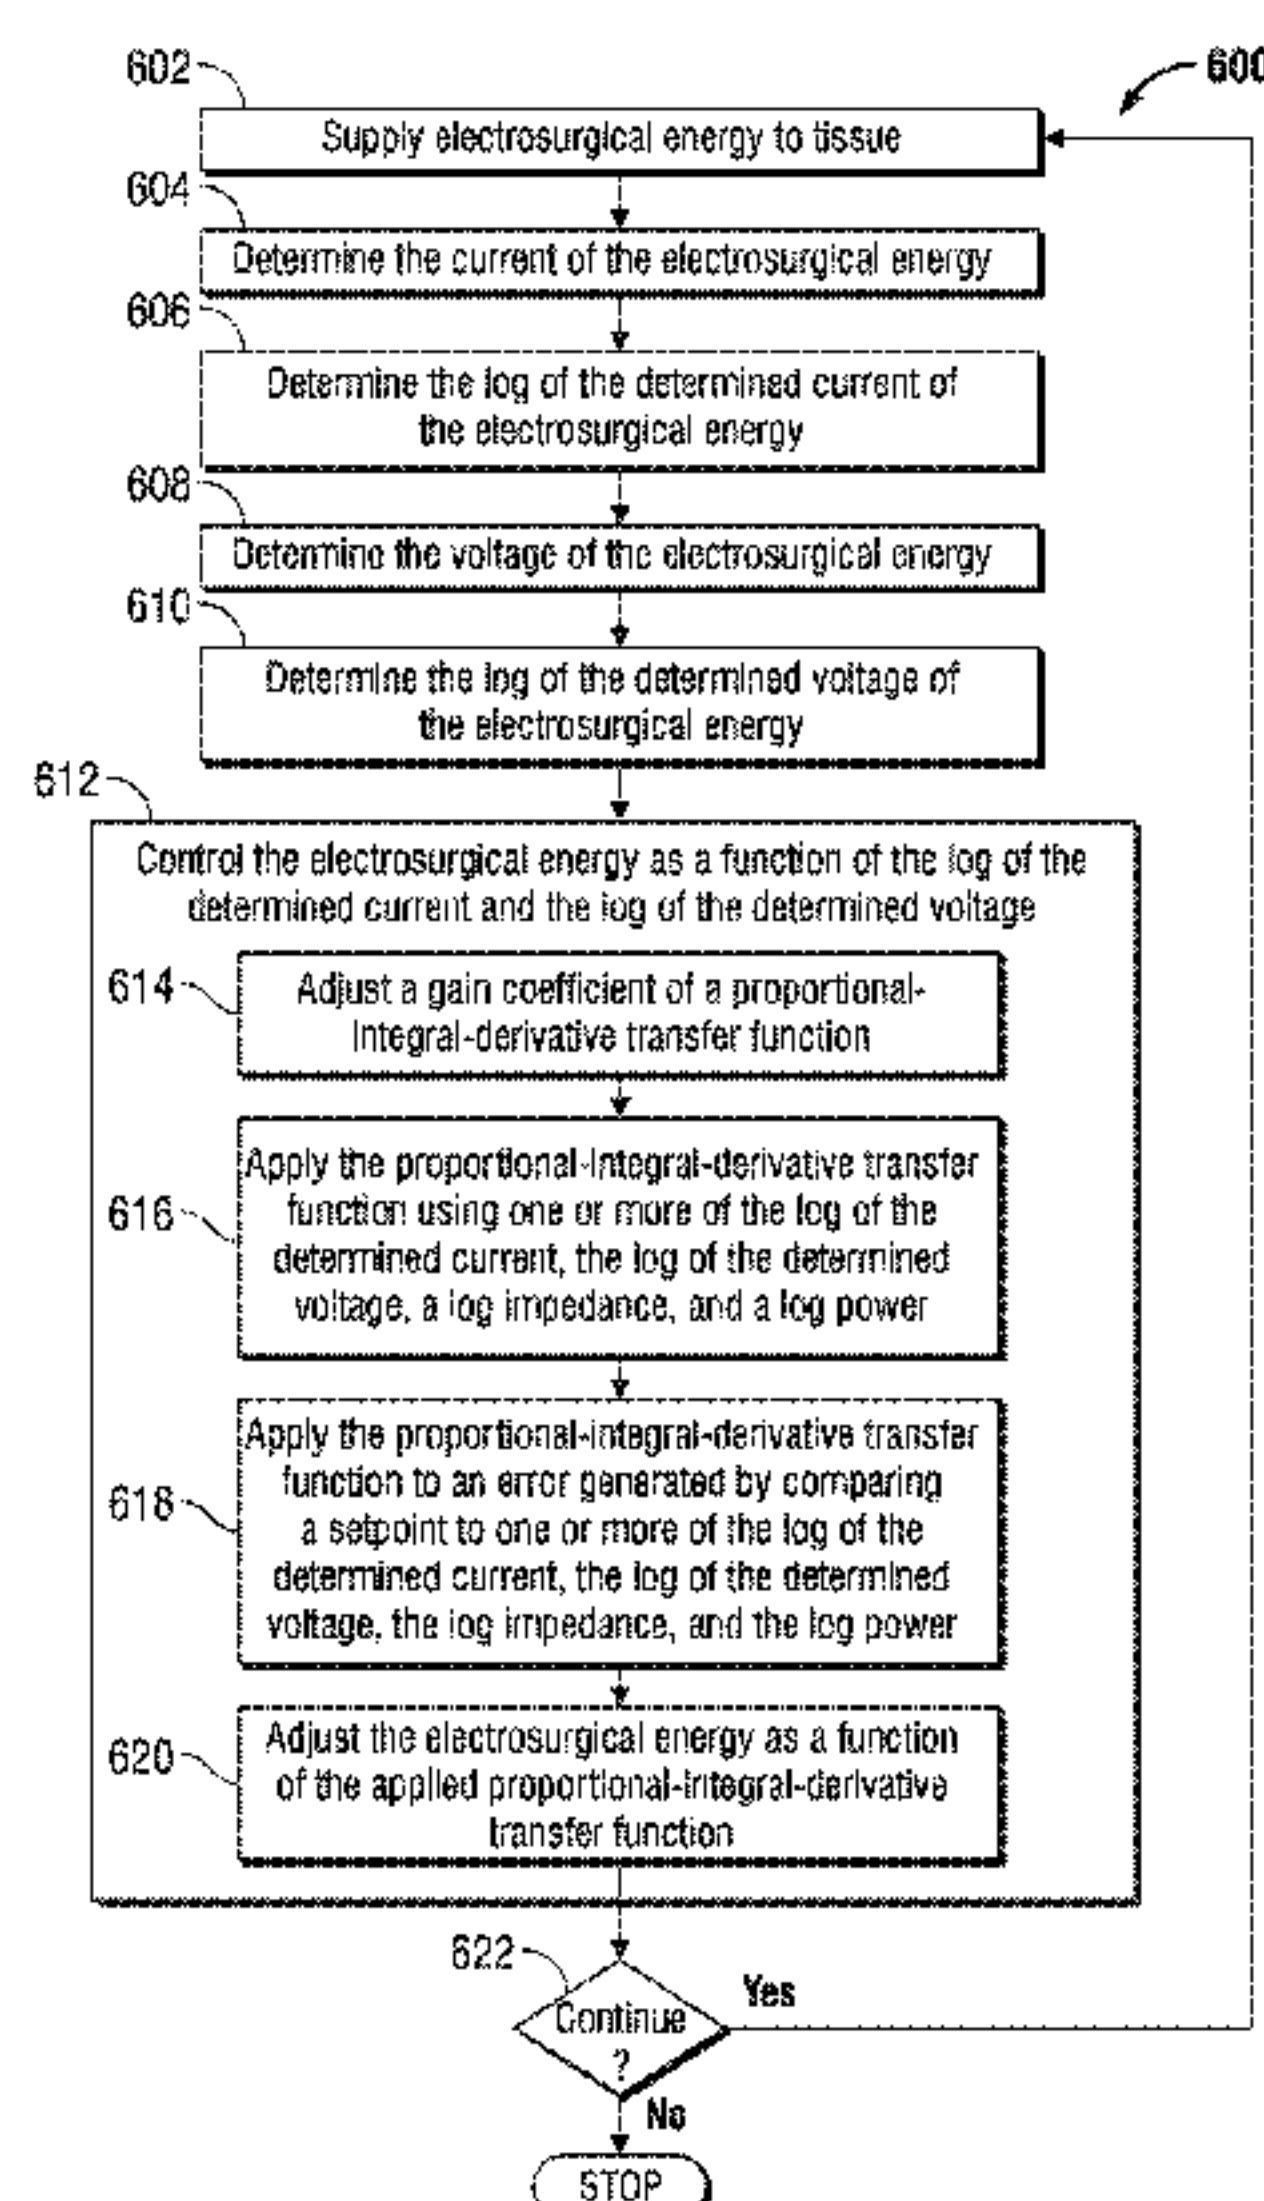 600
602
Supply electrosurgical energy to tissue
604
Determine the current of the electrosurgical energy
606
Determine the log of the determined current of
the electrosurgical energy
608
Determine the voltage of the electrosurgical energy
610
Determine the log of the determined voltage of
the electrosurgical energy
612
Control the electrosurgical energy as a function of the log of the
determined current and the log of the determined voltage
614
Adjust a gain coefficient of a proportional-
integral-derivative transfer function
616
Apply the proportional-integral-derivative transfer
function using one or more of the log of the
determined current, the log of the determined
voltage, a log impedance, and a log power
618
Apply the proportional-integral-derivative transfer
function to an error generated by comparing
a setpoint to one or more of the log of the
determined current, the log of the determined
voltage, the log impedance, and the log power
620
Adjust the electrosurgical energy as a function
of the applied proportional-integral-derivative
transfer function
622
Continue
?
Yes
No
STOP